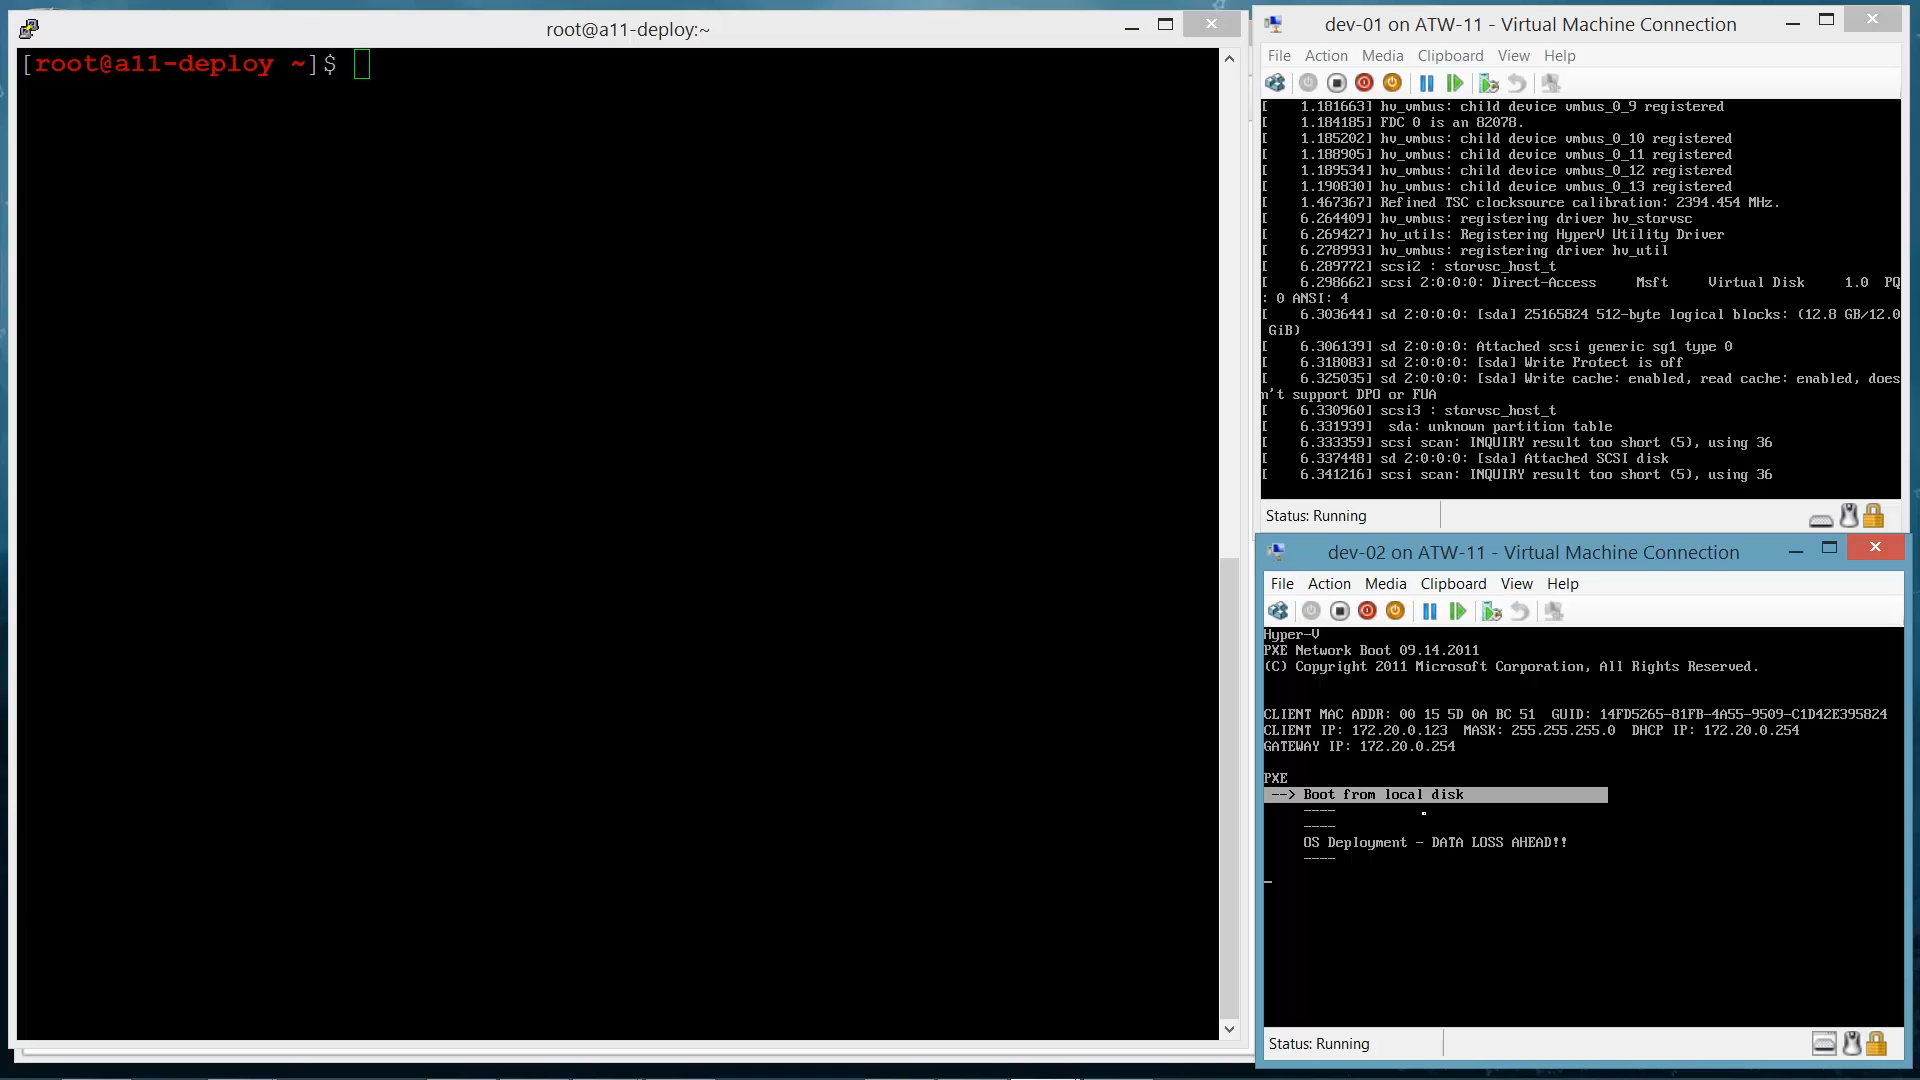 root@a11-deploy:~
[root@a11-deploy ~]$
dev-01 on ATW-11 - Virtual Machine Connection
File Action Media Clipboard View Help
[    1.181663] hv_vmbus: child device vmbus_0_9 registered
[    1.184185] FDC 0 is an 82078.
[    1.185202] hv_vmbus: child device vmbus_0_10 registered
[    1.188905] hv_vmbus: child device vmbus_0_11 registered
[    1.189534] hv_vmbus: child device vmbus_0_12 registered
[    1.190830] hv_vmbus: child device vmbus_0_13 registered
[    1.467367] Refined TSC clocksource calibration: 2394.454 MHz.
[    6.264409] hv_vmbus: registering driver hv_storvsc
[    6.269427] hv_utils: Registering HyperV Utility Driver
[    6.278993] hv_vmbus: registering driver hv_util
[    6.289772] scsi2 : storvsc_host_t
[    6.298662] scsi 2:0:0:0: Direct-Access     Msft     Virtual Disk     1.0  PQ
: 0 ANSI: 4
[    6.303644] sd 2:0:0:0: [sda] 25165824 512-byte logical blocks: (12.8 GB/12.0
 GiB)
[    6.306139] sd 2:0:0:0: Attached scsi generic sg1 type 0
[    6.318083] sd 2:0:0:0: [sda] Write Protect is off
[    6.325035] sd 2:0:0:0: [sda] Write cache: enabled, read cache: enabled, does
n't support DPO or FUA
[    6.330960] scsi3 : storvsc_host_t
[    6.331939]  sda: unknown partition table
[    6.333359] scsi scan: INQUIRY result too short (5), using 36
[    6.337448] sd 2:0:0:0: [sda] Attached SCSI disk
[    6.341216] scsi scan: INQUIRY result too short (5), using 36
Status: Running
dev-02 on ATW-11 - Virtual Machine Connection
File Action Media Clipboard View Help
Hyper-V
PXE Network Boot 09.14.2011
(C) Copyright 2011 Microsoft Corporation, All Rights Reserved.
CLIENT MAC ADDR: 00 15 5D 0A BC 51  GUID: 14FD5265-81FB-4A55-9509-C1D42E395824
CLIENT IP: 172.20.0.123  MASK: 255.255.255.0  DHCP IP: 172.20.0.254
GATEWAY IP: 172.20.0.254
PXE
--> Boot from local disk
----
----
OS Deployment - DATA LOSS AHEAD!!
----
_
Status: Running